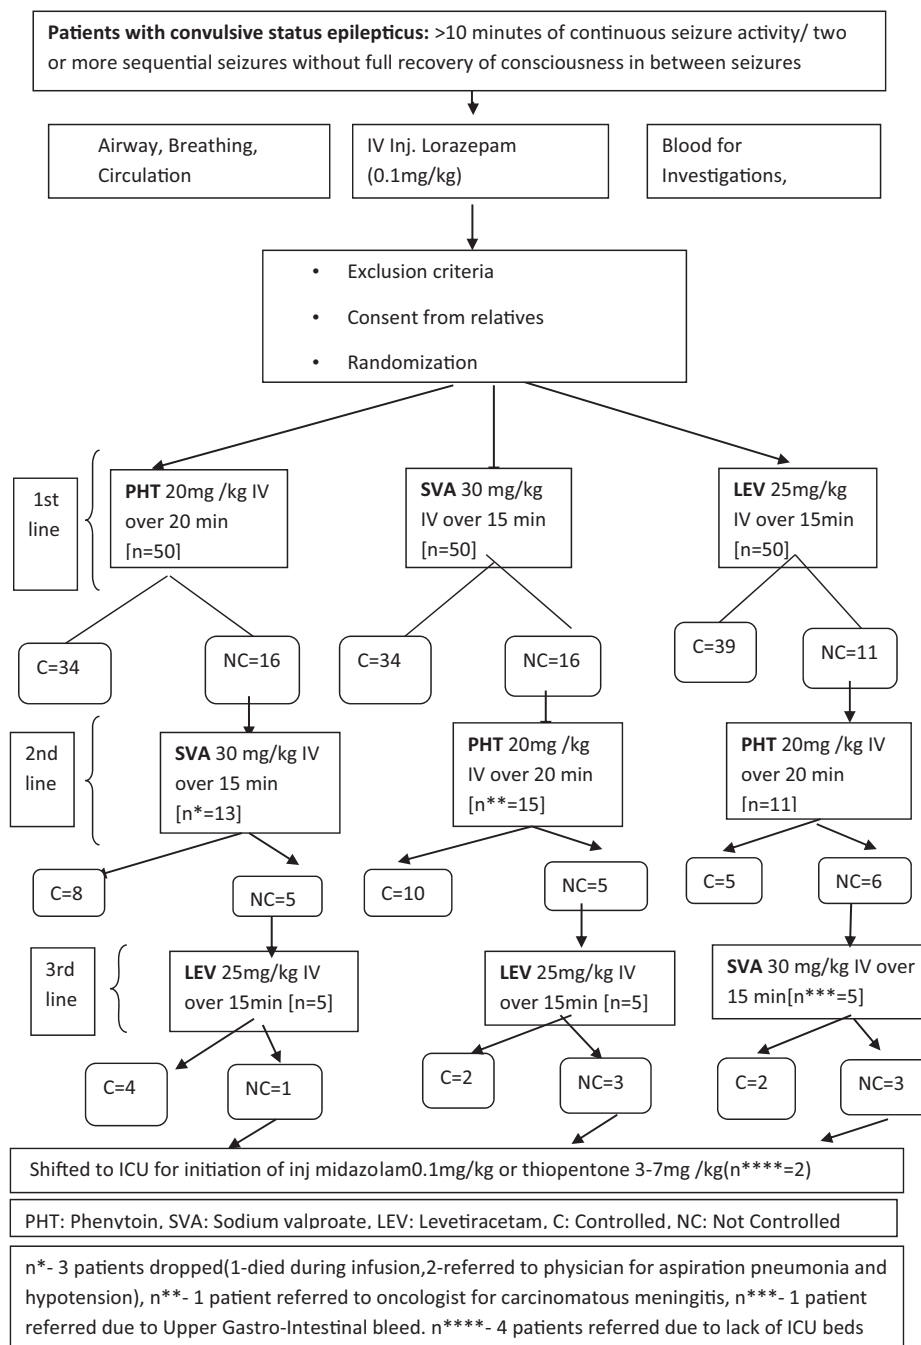 Patients with convulsive status epilepticus: >10 minutes of continuous seizure activity/ two
or more sequential seizures without full recovery of consciousness in between seizures
Airway, Breathing,
Circulation
IV Inj. Lorazepam
(0.1mg/kg)
Blood for
Investigations,
• Exclusion criteria
• Consent from relatives
• Randomization
1st
line
PHT 20mg /kg IV
over 20 min
[n=50]
SVA 30 mg/kg
IV over 15 min
[n=50]
LEV 25mg/kg
IV over 15min
[n=50]
C=34
NC=16
C=34
NC=16
C=39
NC=11
2nd
line
SVA 30 mg/kg IV
over 15 min
[n*=13]
PHT 20mg /kg
IV over 20 min
[n**=15]
PHT 20mg /kg IV
over 20 min
[n=11]
C=8
NC=5
C=10
NC=5
C=5
NC=6
3rd
line
LEV 25mg/kg IV
over 15min [n=5]
LEV 25mg/kg IV
over 15min [n=5]
SVA 30 mg/kg IV over
15 min[n***=5]
C=4
NC=1
C=2
NC=3
C=2
NC=3
Shifted to ICU for initiation of inj midazolam0.1mg/kg or thiopentone 3-7mg /kg(n****=2)
PHT: Phenytoin, SVA: Sodium valproate, LEV: Levetiracetam, C: Controlled, NC: Not Controlled
n*- 3 patients dropped(1-died during infusion,2-referred to physician for aspiration pneumonia and
hypotension), n**- 1 patient referred to oncologist for carcinomatous meningitis, n***- 1 patient
referred due to Upper Gastro-Intestinal bleed. n****- 4 patients referred due to lack of ICU beds